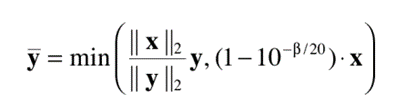 ȳ = min( ‖ x ‖₂ / ‖ y ‖₂ y, (1 − 10^(−β/20)) · x )